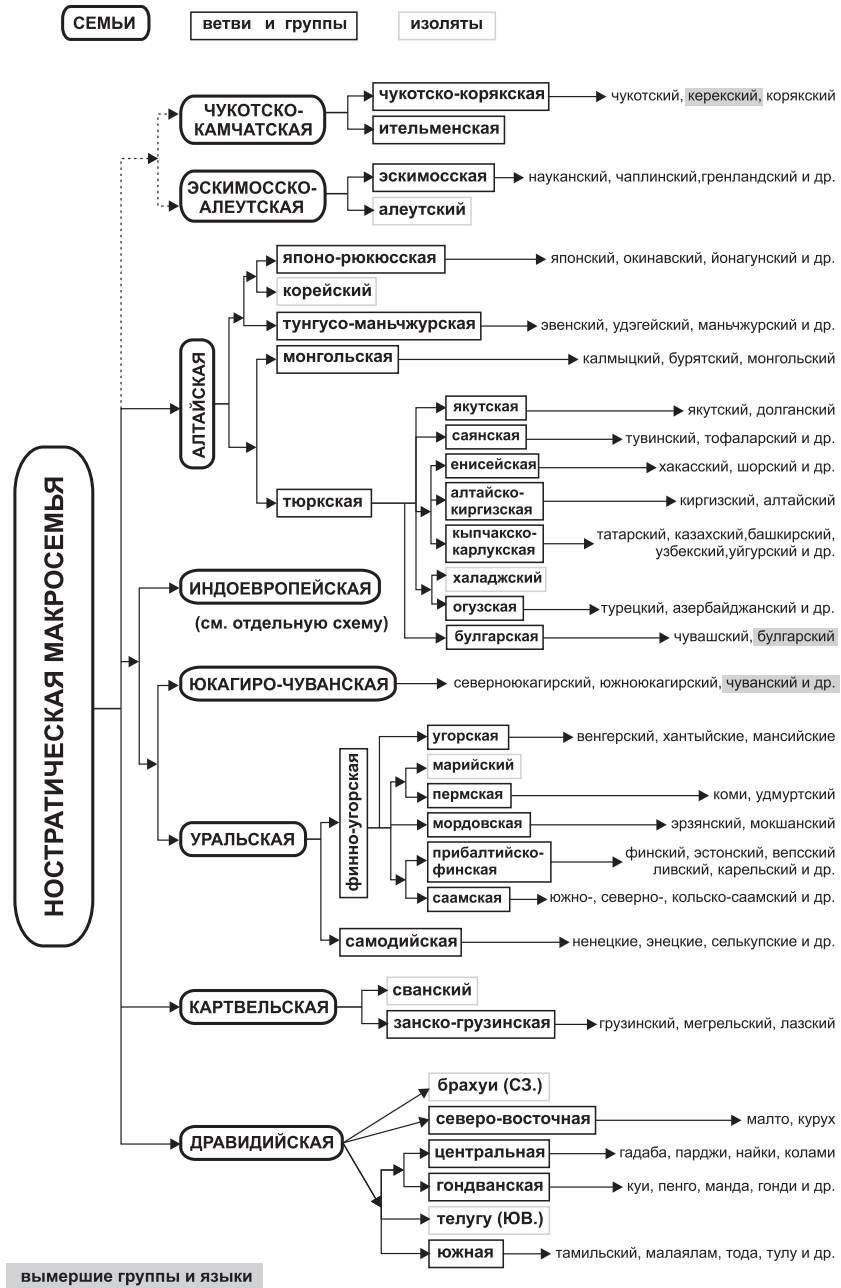 СЕМЬИ
ветви и группы
изоляты
ЧУКОТСКО-
КАМЧАТСКАЯ
чукотско-корякская
чукотский, керекский, корякский
ительменская
ЭСКИМОССКО-
АЛЕУТСКАЯ
эскимосская
науканский, чаплинский,гренландский и др.
алеутский
НОСТРАТИЧЕСКАЯ МАКРОСЕМЬЯ
АЛТАЙСКАЯ
японо-рюкюсская
японский, окинавский, йонагунский и др.
корейский
тунгусо-маньчжурская
эвенский, удэгейский, маньчжурский и др.
монгольская
калмыцкий, бурятский, монгольский
тюркская
якутская
якутский, долганский
саянская
тувинский, тофаларский и др.
енисейская
хакасский, шорский и др.
алтайско-
киргизская
киргизский, алтайский
кыпчакско-
карлукская
татарский, казахский,башкирский,
узбекский,уйгурский и др.
халаджский
огузская
турецкий, азербайджанский и др.
булгарская
чувашский, булгарский
ИНДОЕВРОПЕЙСКАЯ
(см. отдельную схему)
ЮКАГИРО-ЧУВАНСКАЯ
северноюкагирский, южноюкагирский, чуванский и др.
УРАЛЬСКАЯ
финно-угорская
угорская
венгерский, хантыйские, мансийские
марийский
пермская
коми, удмуртский
мордовская
эрзянский, мокшанский
прибалтийско-
финская
финский, эстонский, вепсский
ливский, карельский и др.
саамская
южно-, северно-, кольско-саамский и др.
самодийская
ненецкие, энецкие, селькупские и др.
КАРТВЕЛЬСКАЯ
сванский
занско-грузинская
грузинский, мегрельский, лазский
ДРАВИДИЙСКАЯ
брахуи (СЗ.)
северо-восточная
малто, курух
центральная
гадаба, парджи, найки, колами
гондванская
куи, пенго, манда, гонди и др.
телугу (ЮВ.)
южная
тамильский, малаялам, тода, тулу и др.
вымершие группы и языки